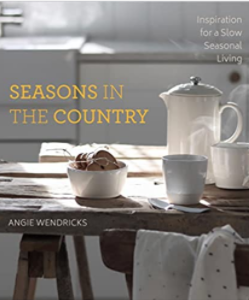 Inspiration
for a Slow
Seasonal
Living
SEASONS IN
THE COUNTRY
ANGIE WENDRICKS